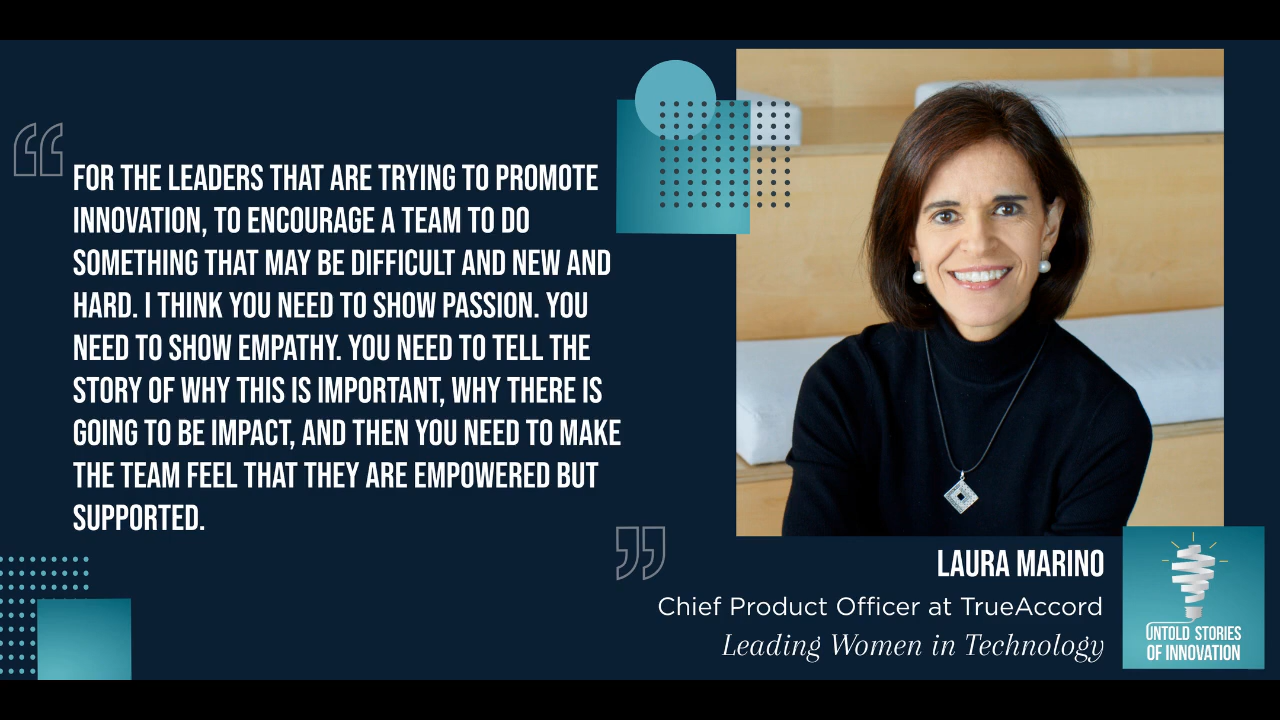 FOR THE LEADERS THAT ARE TRYING TO PROMOTE
INNOVATION, TO ENCOURAGE A TEAM TO DO
SOMETHING THAT MAY BE DIFFICULT AND NEW AND
HARD. I THINK YOU NEED TO SHOW PASSION. YOU
NEED TO SHOW EMPATHY. YOU NEED TO TELL THE
STORY OF WHY THIS IS IMPORTANT, WHY THERE IS
GOING TO BE IMPACT, AND THEN YOU NEED TO MAKE
THE TEAM FEEL THAT THEY ARE EMPOWERED BUT
SUPPORTED.
LAURA MARINO
Chief Product Officer at TrueAccord
Leading Women in Technology
UNTOLD STORIES
OF INNOVATION